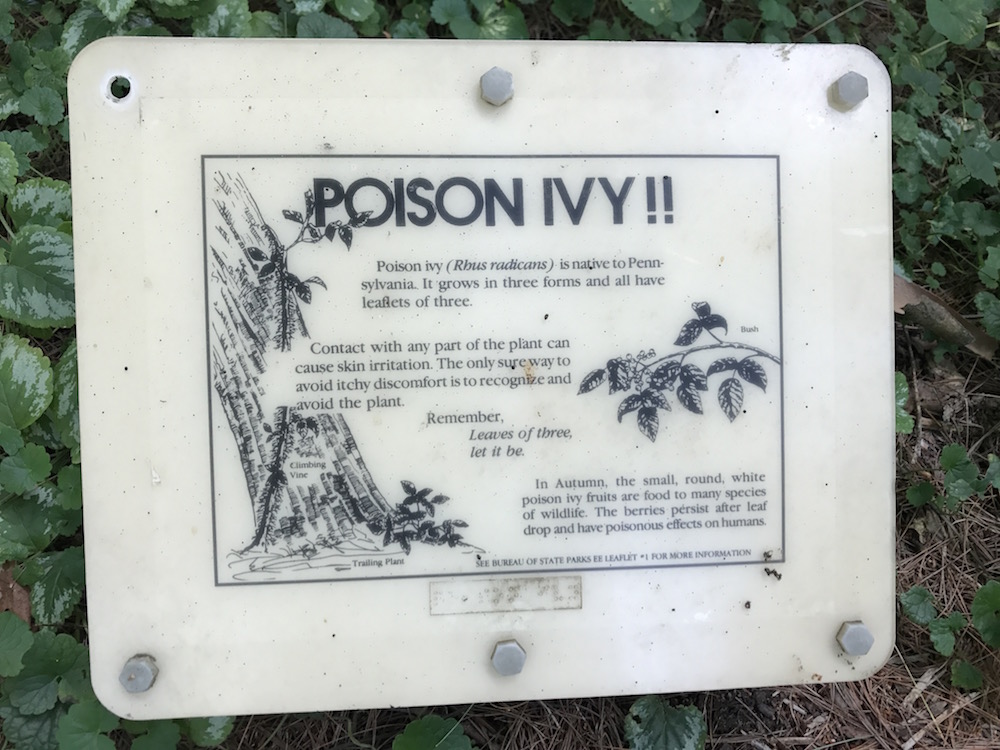 POISON IVY !!
Poison ivy (Rhus radicans) is native to Penn-
sylvania. It grows in three forms and all have
leaflets of three.
Contact with any part of the plant can
cause skin irritation. The only sure way to
avoid itchy discomfort is to recognize and
avoid the plant.
Remember,
Leaves of three,
let it be.
Bush
Climbing
Vine
In Autumn, the small, round, white
poison ivy fruits are food to many species
of wildlife. The berries persist after leaf
drop and have poisonous effects on humans.
Trailing Plant
SEE BUREAU OF STATE PARKS EE LEAFLET #1 FOR MORE INFORMATION